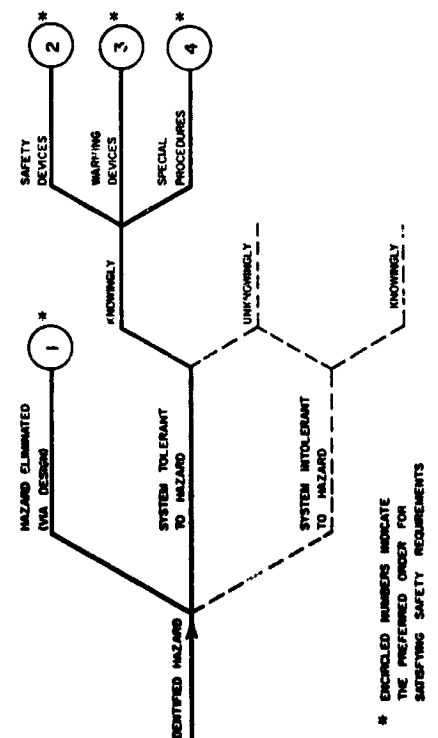 IDENTIFIED HAZARD
HAZARD ELIMINATED
(VIA DESIGN)
1
*
SYSTEM TOLERANT
TO HAZARD
SYSTEM INTOLERANT
TO HAZARD
KNOWINGLY
UNKNOWINGLY
KNOWINGLY
SAFETY
DEVICES
2
*
WARNING
DEVICES
3
*
SPECIAL
PROCEDURES
4
*
* ENCIRCLED NUMBERS INDICATE
THE PREFERRED ORDER FOR
SATISFYING SAFETY REQUIREMENTS